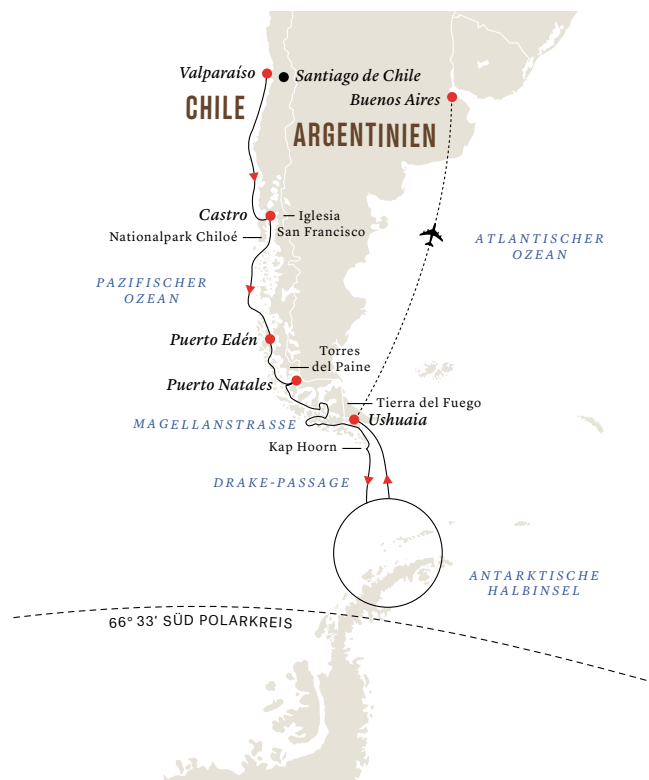 Valparaíso
Santiago de Chile
Buenos Aires
CHILE
ARGENTINIEN
Castro
Iglesia
San Francisco
Nationalpark Chiloé
ATLANTISCHER
OZEAN
PAZIFISCHER
OZEAN
Puerto Edén
Torres
del Paine
Puerto Natales
Tierra del Fuego
MAGELLANSTRASSE
Ushuaia
Kap Hoorn
DRAKE-PASSAGE
ANTARKTISCHE
HALBINSEL
66° 33′ SÜD POLARKREIS